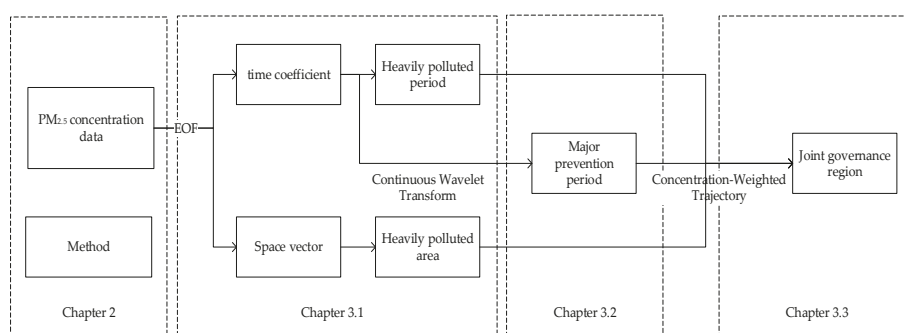 PM2.5 concentration
data
Method
Chapter 2
EOF
time coefficient
Heavily polluted
period
Continuous Wavelet
Transform
Space vector
Heavily polluted
area
Chapter 3.1
Major
prevention
period
Chapter 3.2
Concentration-Weighted
Trajectory
Joint governance
region
Chapter 3.3